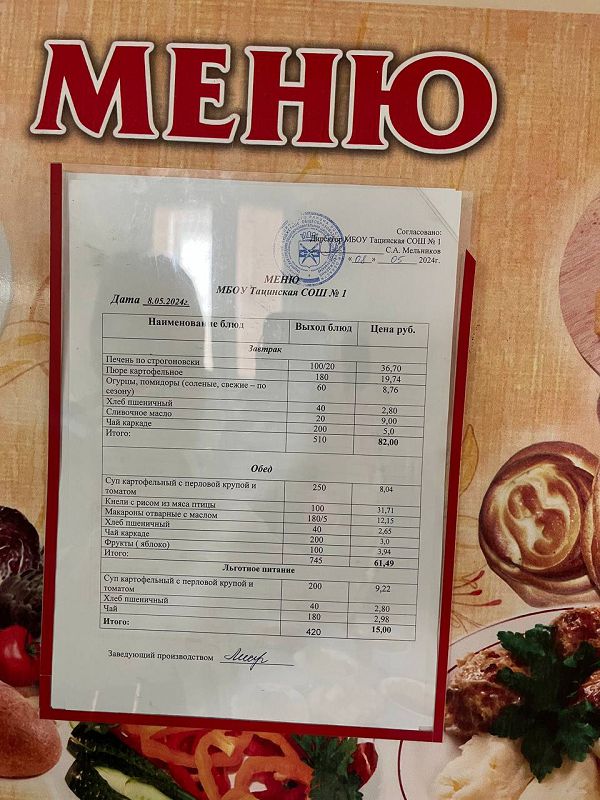 МЕНЮ
Согласовано:
Директор МБОУ Тацинская СОШ № 1
С.А. Мельников
« 08 » 05 2024г.
МЕНЮ
МБОУ Тацинская СОШ № 1
Дата 8.05.2024г.
Наименование блюд Выход блюд Цена руб.
Завтрак
Печень по строгоновски 100/20 36,70
Пюре картофельное 180 19,74
Огурцы, помидоры (соленые, свежие – по 60 8,76
сезону)
Хлеб пшеничный 40 2,80
Сливочное масло 20 9,00
Чай каркаде 200 5,0
Итого: 510 82,00
Обед
Суп картофельный с перловой крупой и 250 8,04
томатом
Кнели с рисом из мяса птицы 100 31,71
Макароны отварные с маслом 180/5 12,15
Хлеб пшеничный 40 2,65
Чай каркаде 200 3,0
Фрукты ( яблоко) 100 3,94
Итого: 745 61,49
Льготное питание
Суп картофельный с перловой крупой и 200 9,22
томатом
Хлеб пшеничный 40 2,80
Чай 180 2,98
Итого: 420 15,00
Заведующий производством